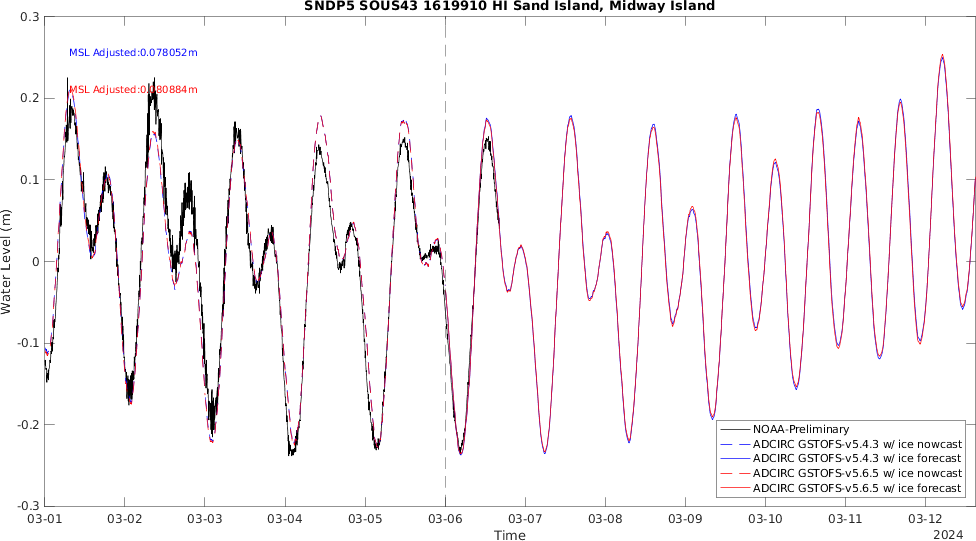 SNDP5 SOUS43 1619910 HI Sand Island, Midway Island
0.3
0.2
0.1
0
-0.1
-0.2
-0.3
Water Level (m)
MSL Adjusted:0.078052m
MSL Adjusted:0.080884m
NOAA-Preliminary
ADCIRC GSTOFS-v5.4.3 w/ ice nowcast
ADCIRC GSTOFS-v5.4.3 w/ ice forecast
ADCIRC GSTOFS-v5.6.5 w/ ice nowcast
ADCIRC GSTOFS-v5.6.5 w/ ice forecast
03-01 03-02 03-03 03-04 03-05 03-06 03-07 03-08 03-09 03-10 03-11 03-12
Time
2024